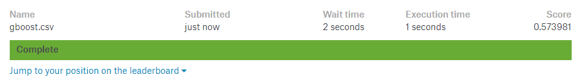 Name Submitted Wait time Execution time Score
gboost.csv just now 2 seconds 1 seconds 0.573981
Complete
Jump to your position on the leaderboard